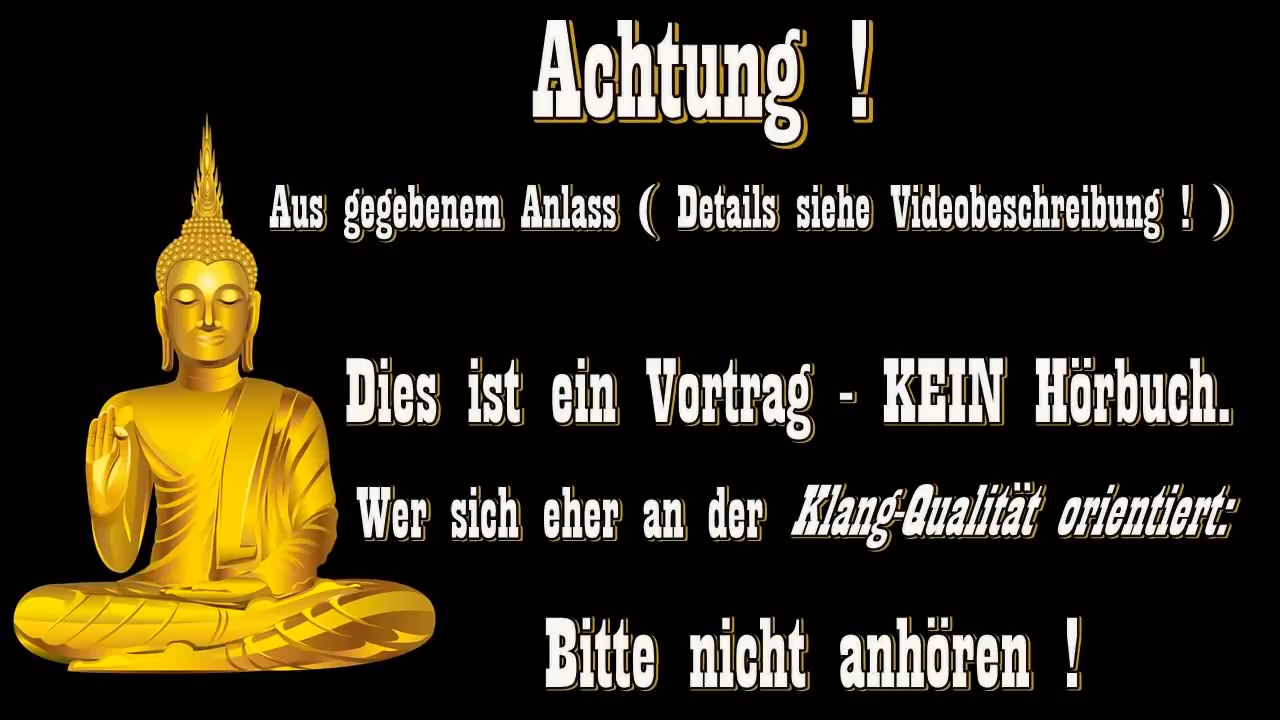 Achtung !
Aus gegebenem Anlass ( Details siehe Videobeschreibung ! )
Dies ist ein Vortrag - KEIN Hörbuch.
Wer sich eher an der Klang-Qualität orientiert:
Bitte nicht anhören !